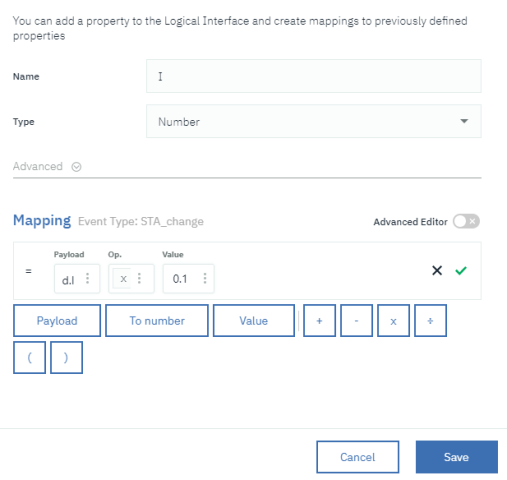 You can add a property to the Logical Interface and create mappings to previously defined
properties
Name I
Type Number
Advanced
Mapping Event Type: STA_change Advanced Editor
Payload Op. Value
= d.I x 0.1
Payload To number Value + - x ÷
( )
Cancel Save